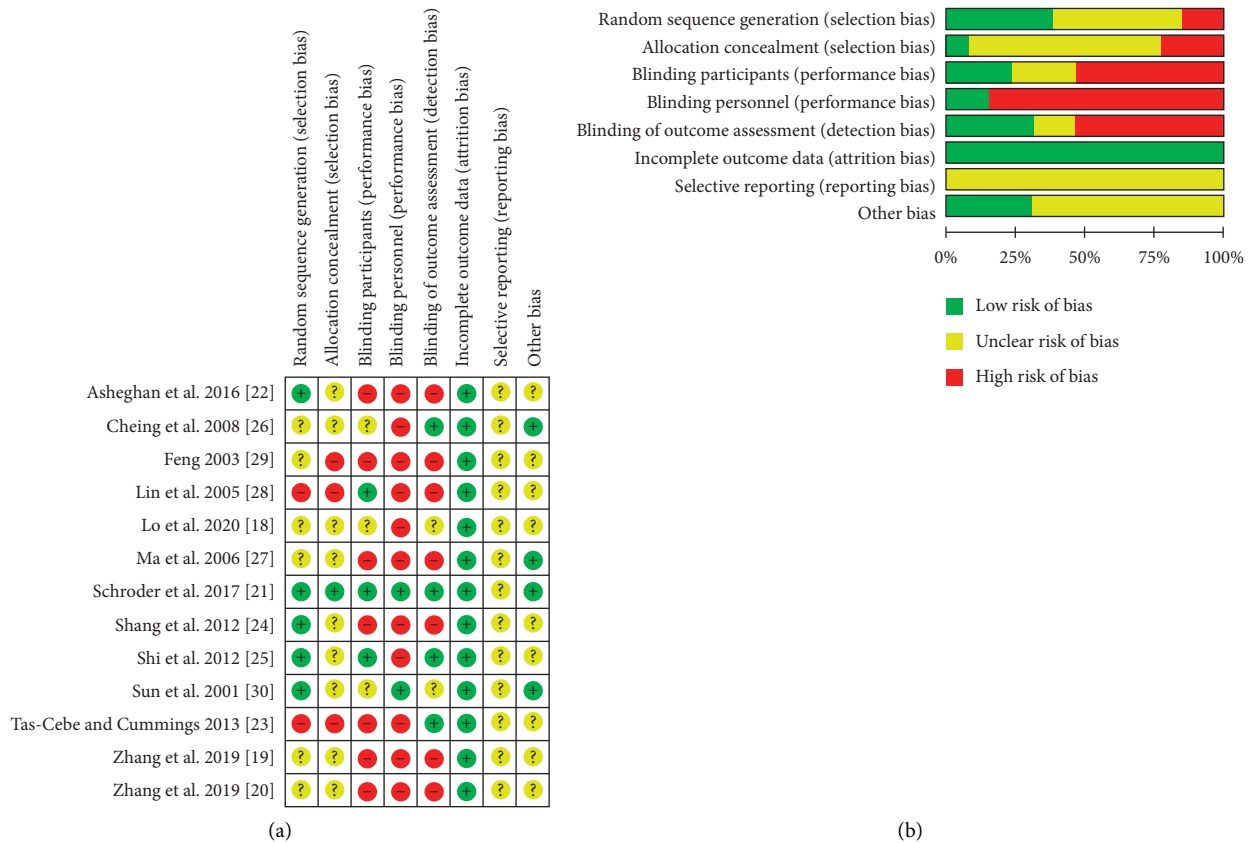 Random sequence generation (selection bias)
Allocation concealment (selection bias)
Blinding participants (performance bias)
Blinding personnel (performance bias)
Blinding of outcome assessment (detection bias)
Incomplete outcome data (attrition bias)
Selective reporting (reporting bias)
Other bias
Asheghan et al. 2016 [22] + ? – – – + ? ?
Cheing et al. 2008 [26] ? ? ? – + + ? +
Feng 2003 [29] ? – – – – + ? ?
Lin et al. 2005 [28] – – + – – + ? ?
Lo et al. 2020 [18] ? ? ? – ? + ? ?
Ma et al. 2006 [27] ? ? – – – + ? +
Schroder et al. 2017 [21] + + + + + + ? +
Shang et al. 2012 [24] + ? – – – + ? ?
Shi et al. 2012 [25] + ? + – + + ? ?
Sun et al. 2001 [30] + ? ? + ? + ? +
Tas-Cebe and Cummings 2013 [23] – – – – + + ? ?
Zhang et al. 2019 [19] ? ? – – – + ? ?
Zhang et al. 2019 [20] ? ? – – – + ? ?
(a)
Random sequence generation (selection bias)
Allocation concealment (selection bias)
Blinding participants (performance bias)
Blinding personnel (performance bias)
Blinding of outcome assessment (detection bias)
Incomplete outcome data (attrition bias)
Selective reporting (reporting bias)
Other bias
0% 25% 50% 75% 100%
Low risk of bias
Unclear risk of bias
High risk of bias
(b)